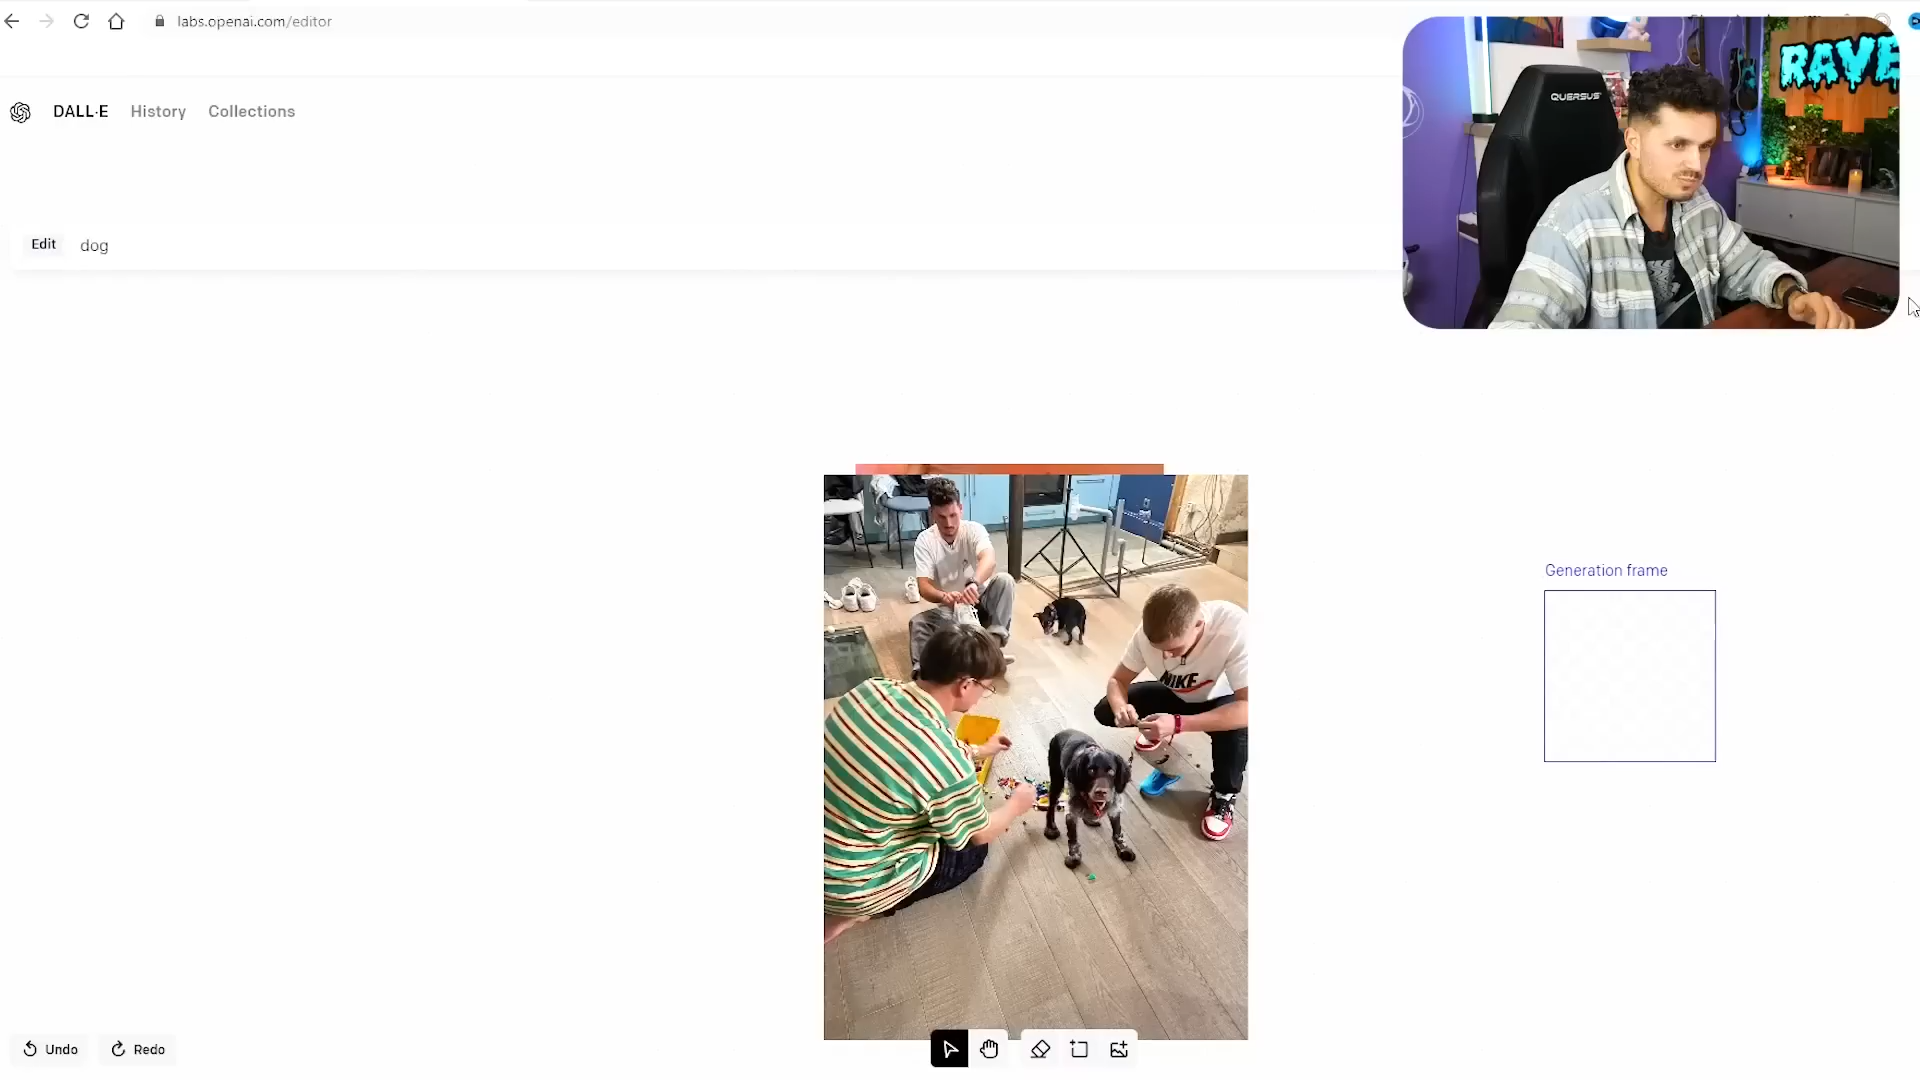 labs.openai.com/editor
DALL·E History Collections
Edit dog
QUERSUS
RAVE
Generation frame
NIKE
Undo Redo